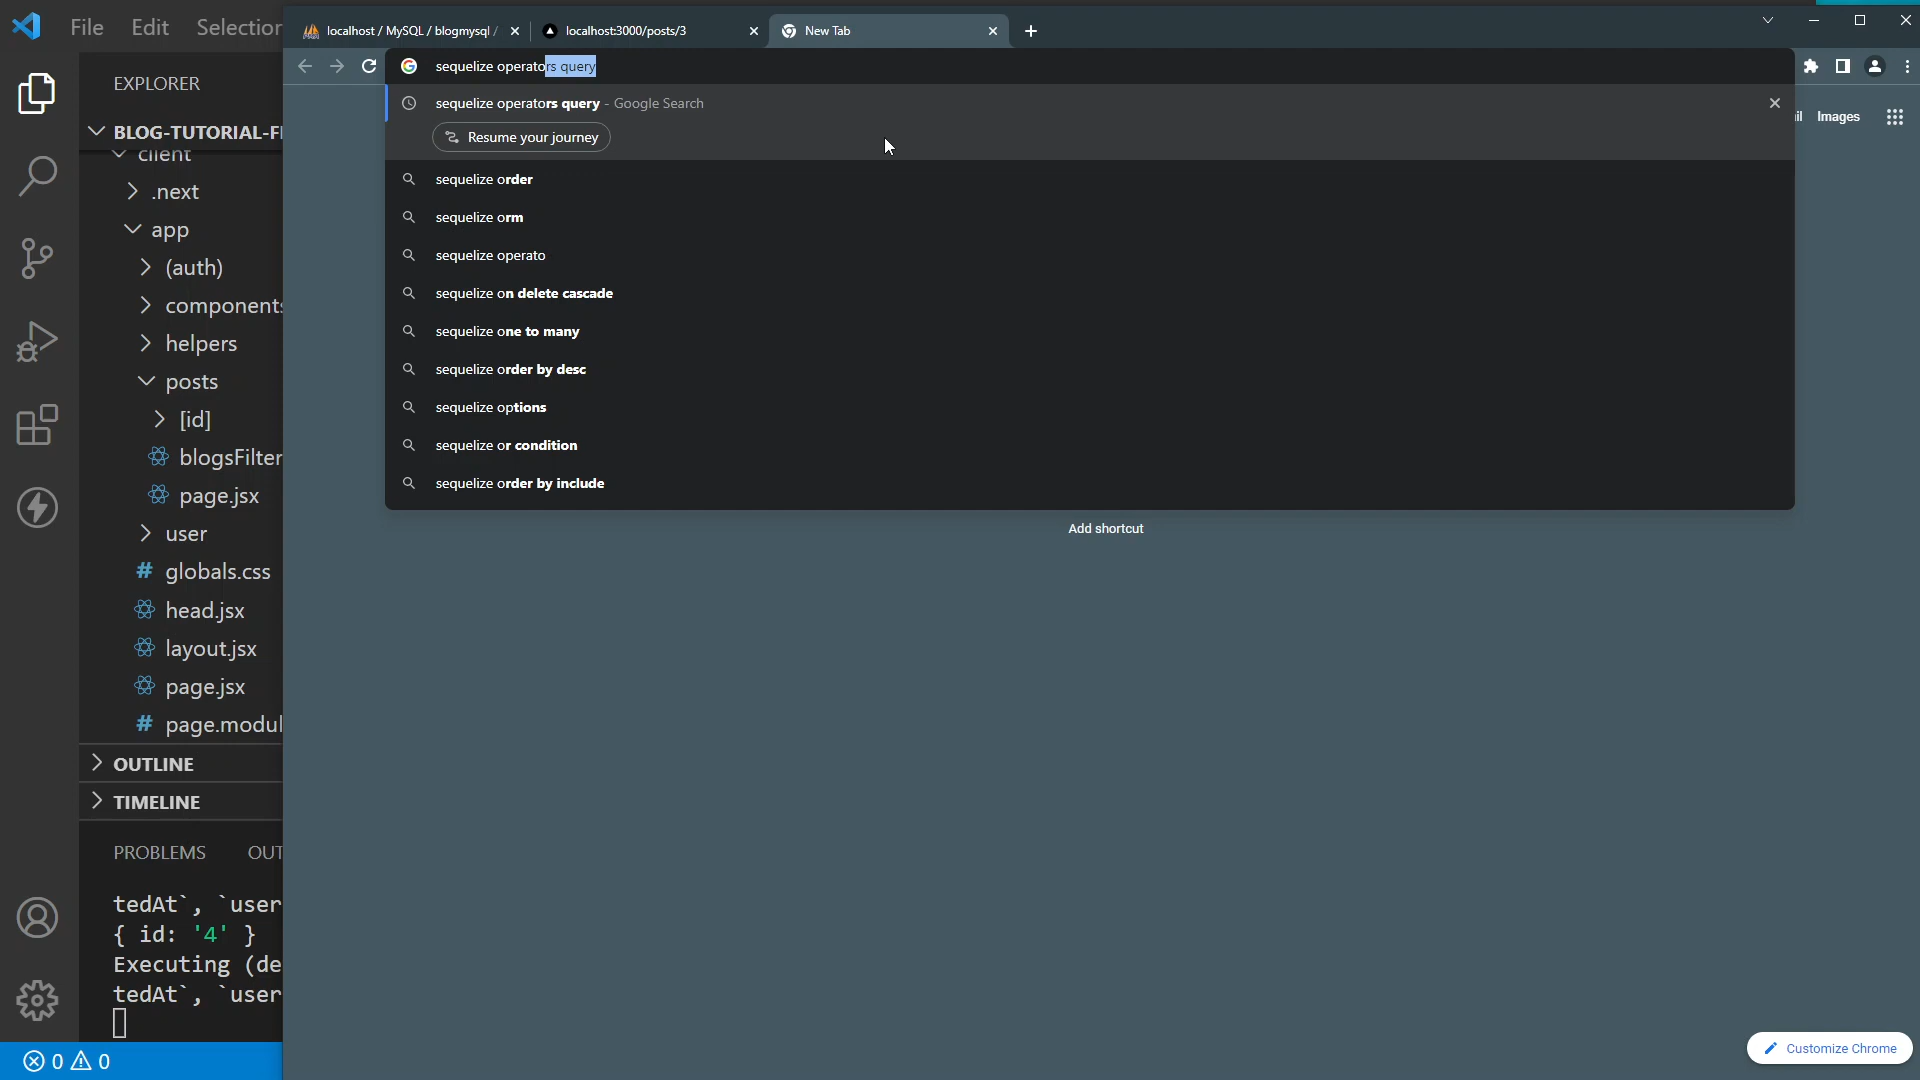 File Edit Selection
localhost / MySQL / blogmysql /
localhost:3000/posts/3
New Tab
sequelize operators query
sequelize operators query - Google Search
Resume your journey
sequelize order
sequelize orm
sequelize operato
sequelize on delete cascade
sequelize one to many
sequelize order by desc
sequelize options
sequelize or condition
sequelize order by include
Add shortcut
il
Images
Customize Chrome
EXPLORER
BLOG-TUTORIAL-F
client
.next
app
(auth)
components
helpers
posts
[id]
blogsFilter
page.jsx
user
globals.css
head.jsx
layout.jsx
page.jsx
page.modul
OUTLINE
TIMELINE
PROBLEMS OUT
tedAt`, `user
{ id: '4' }
Executing (de
tedAt`, `user
0 0